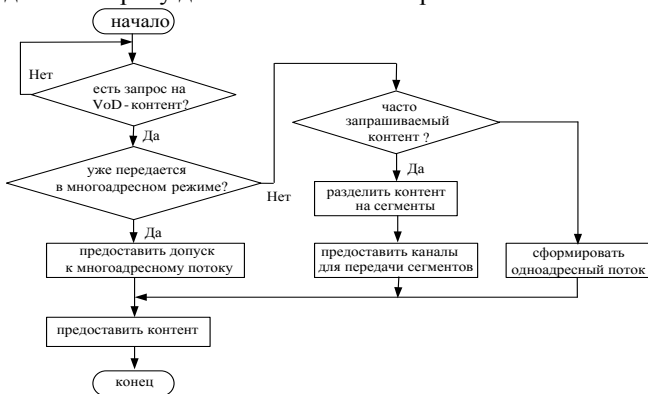 начало
Нет
есть запрос на
VoD - контент?
Да
уже передается
в многоадресном режиме?
Нет
Да
предоставить допуск
к многоадресному потоку
часто
запрашиваемый
контент ?
Да
разделить контент
на сегменты
предоставить каналы
для передачи сегментов
сформировать
одноадресный поток
предоставить контент
конец